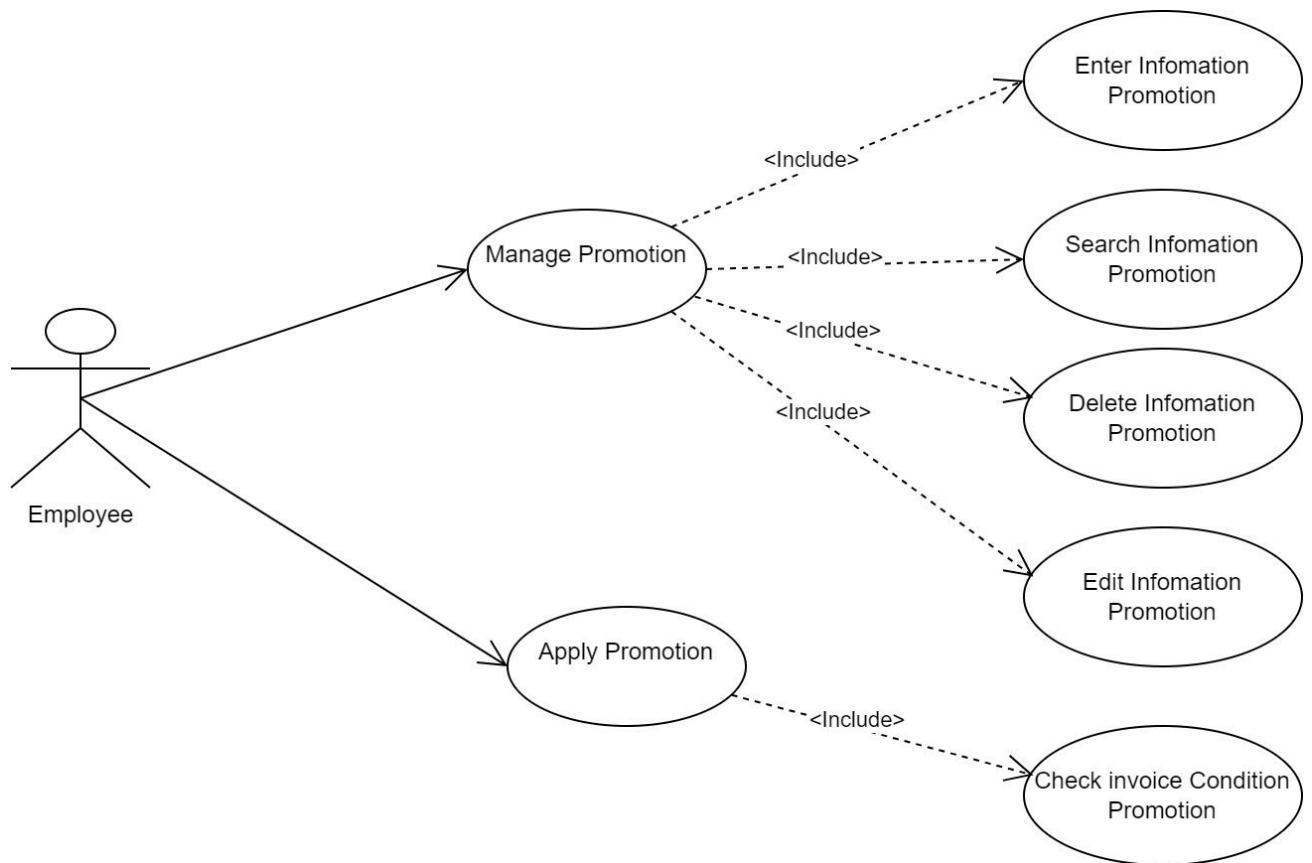 Enter Infomation
Promotion
<Include>
Search Infomation
Promotion
<Include>
Manage Promotion
<Include>
Delete Infomation
Promotion
<Include>
Employee
Edit Infomation
Promotion
Apply Promotion
<Include>
Check invoice Condition
Promotion